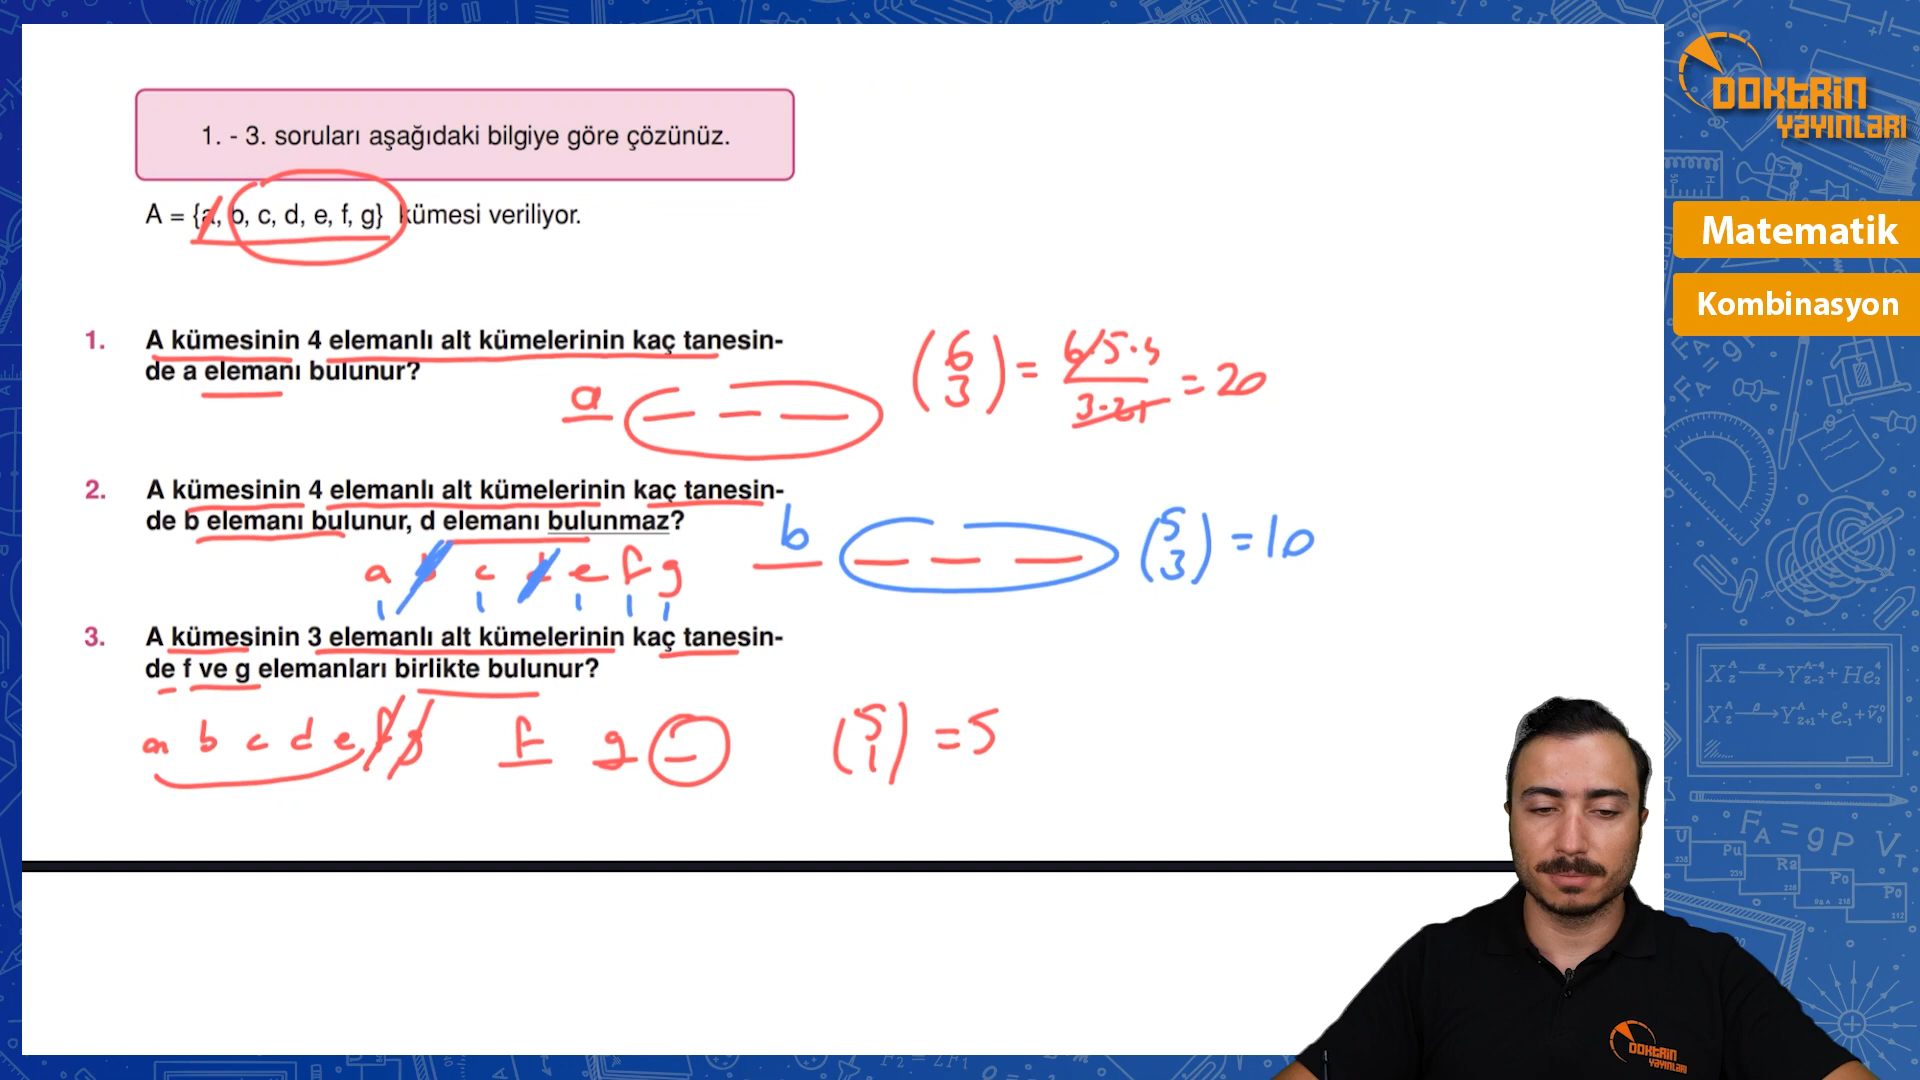 1. - 3. soruları aşağıdaki bilgiye göre çözünüz.
A = {a, b, c, d, e, f, g} kümesi veriliyor.
1. A kümesinin 4 elemanlı alt kümelerinin kaç tanesin-
de a elemanı bulunur?
a
(6 3) = 6·5·4 / 3·2·1 = 20
2. A kümesinin 4 elemanlı alt kümelerinin kaç tanesin-
de b elemanı bulunur, d elemanı bulunmaz?
a b c d e f g
b
(5 3) = 10
3. A kümesinin 3 elemanlı alt kümelerinin kaç tanesin-
de f ve g elemanları birlikte bulunur?
a b c d e f g
f g
(5 1) = 5
DOKTRİN
YAYINLARI
Matematik
Kombinasyon
DOKTRİN
YAYINLARI